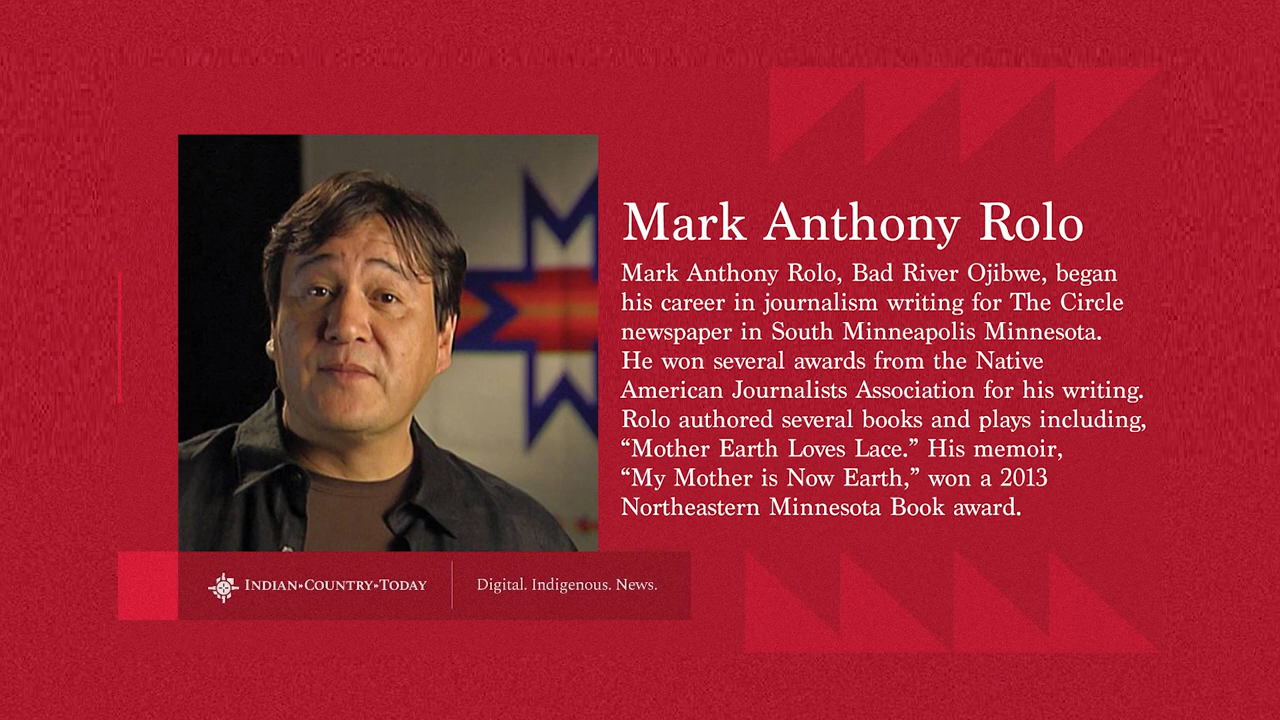 Mark Anthony Rolo
Mark Anthony Rolo, Bad River Ojibwe, began
his career in journalism writing for The Circle
newspaper in South Minneapolis Minnesota.
He won several awards from the Native
American Journalists Association for his writing.
Rolo authored several books and plays including,
“Mother Earth Loves Lace.” His memoir,
“My Mother is Now Earth,” won a 2013
Northeastern Minnesota Book award.
INDIAN»COUNTRY»TODAY
Digital. Indigenous. News.